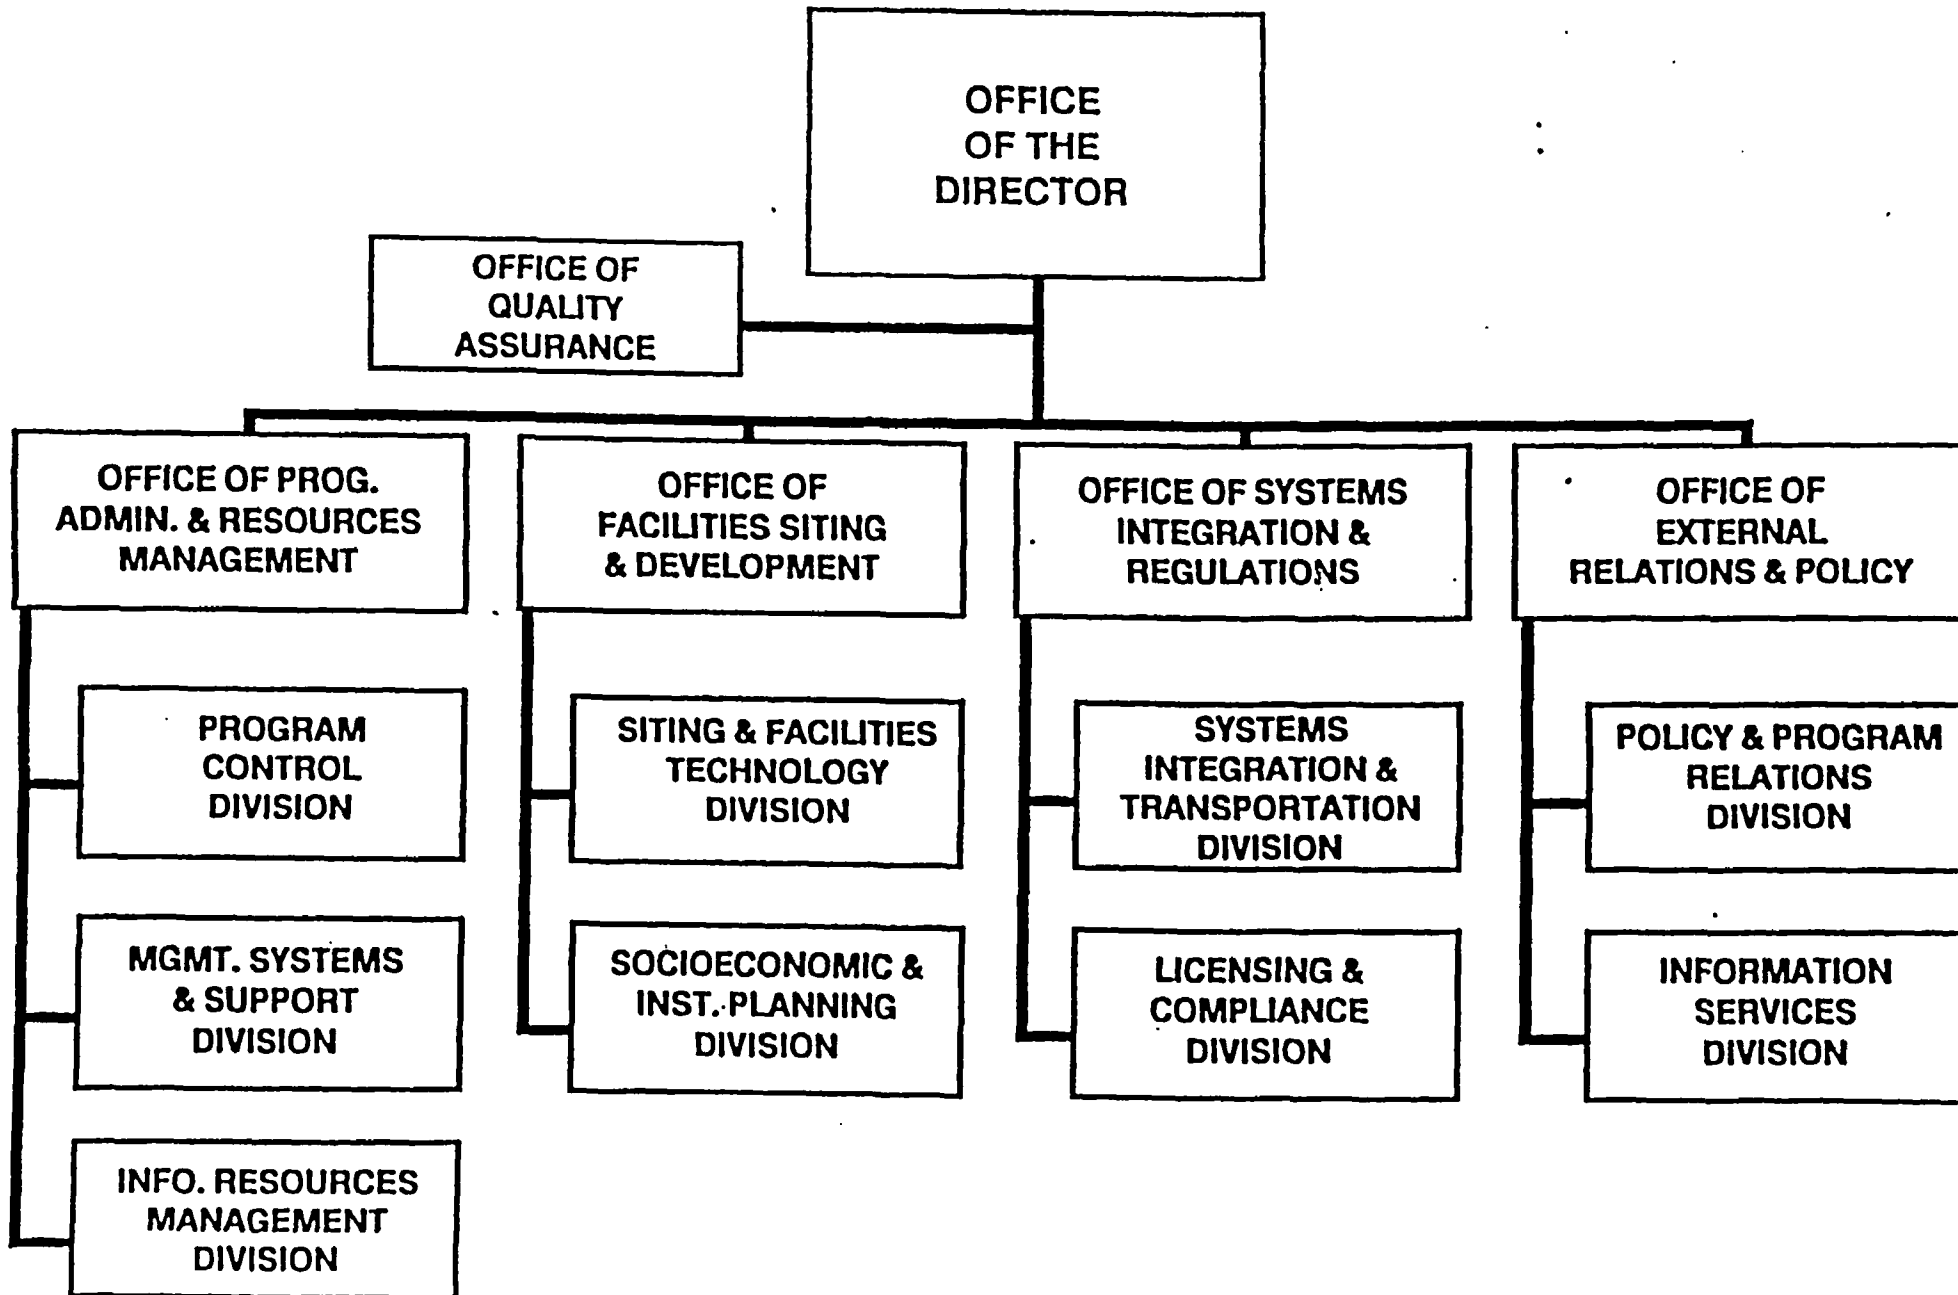 OFFICE
OF THE
DIRECTOR
OFFICE OF
QUALITY
ASSURANCE
OFFICE OF PROG.
ADMIN. & RESOURCES
MANAGEMENT
OFFICE OF
FACILITIES SITING
& DEVELOPMENT
OFFICE OF SYSTEMS
INTEGRATION &
REGULATIONS
OFFICE OF
EXTERNAL
RELATIONS & POLICY
PROGRAM
CONTROL
DIVISION
SITING & FACILITIES
TECHNOLOGY
DIVISION
SYSTEMS
INTEGRATION &
TRANSPORTATION
DIVISION
POLICY & PROGRAM
RELATIONS
DIVISION
MGMT. SYSTEMS
& SUPPORT
DIVISION
SOCIOECONOMIC &
INST. PLANNING
DIVISION
LICENSING &
COMPLIANCE
DIVISION
INFORMATION
SERVICES
DIVISION
INFO. RESOURCES
MANAGEMENT
DIVISION